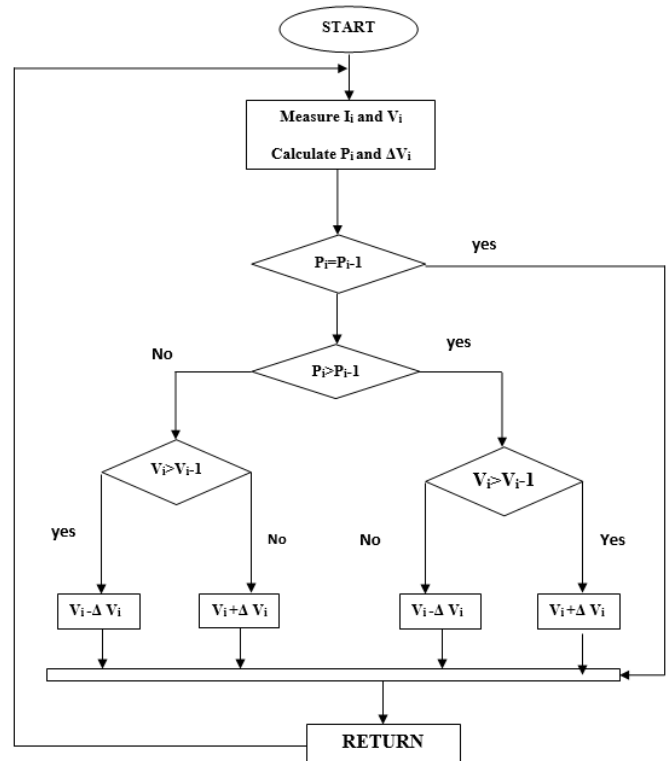 START
Measure Iᵢ and Vᵢ
Calculate Pᵢ and ΔVᵢ
yes
Pᵢ=Pᵢ-1
No
yes
Pᵢ>Pᵢ-1
Vᵢ>Vᵢ-1
Vᵢ>Vᵢ-1
yes
No
No
Yes
Vᵢ-Δ Vᵢ
Vᵢ+Δ Vᵢ
Vᵢ-Δ Vᵢ
Vᵢ+Δ Vᵢ
RETURN